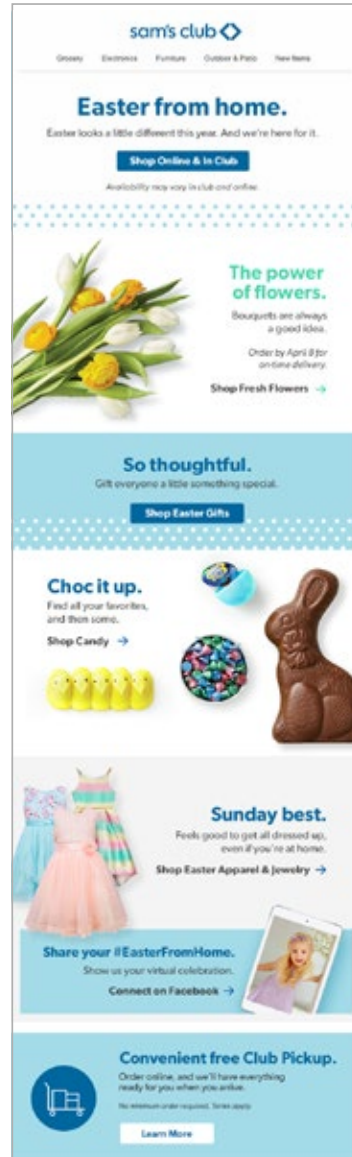 sam's club
Grocery Electronics Furniture Outdoor & Patio New Items
Easter from home.
Easter looks a little different this year. And we're here for it.
Shop Online & In Club
Availability may vary in club and online.
The power
of flowers.
Bouquets are always
a good idea.
Order by April 8 for
on-time delivery.
Shop Fresh Flowers →
So thoughtful.
Gift everyone a little something special.
Shop Easter Gifts
Choc it up.
Find all your favorites,
and then some.
Shop Candy →
Sunday best.
Feels good to get all dressed up,
even if you're at home.
Shop Easter Apparel & Jewelry →
Share your #EasterFromHome.
Show us your virtual celebration.
Connect on Facebook →
Convenient free Club Pickup.
Order online, and we'll have everything
ready for you when you arrive.
No minimum order required. Terms apply.
Learn More